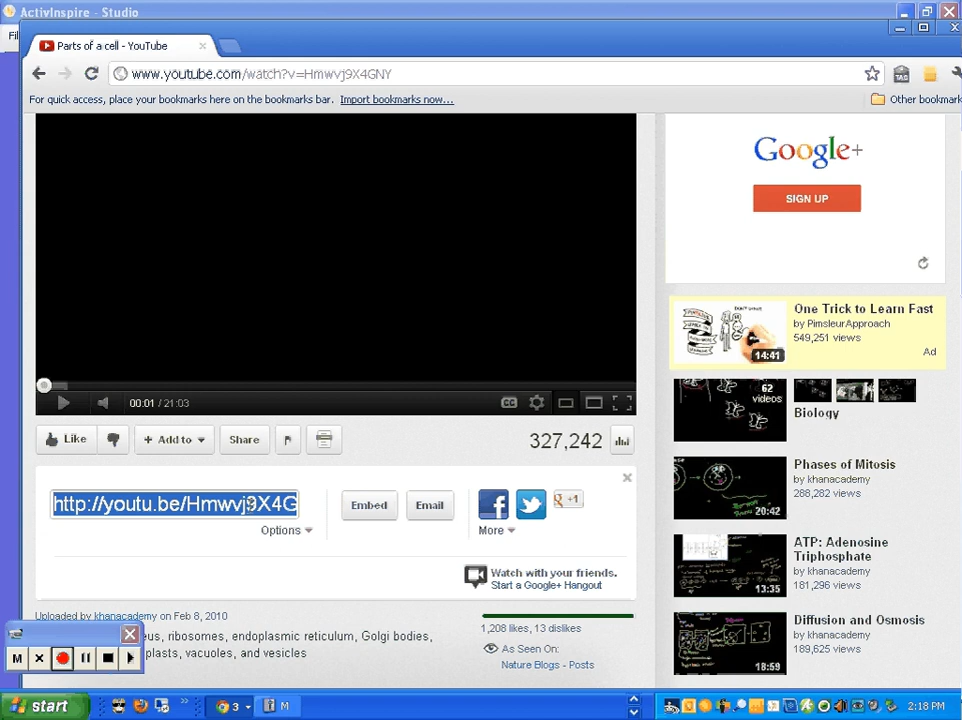 ActivInspire - Studio
Fil
Parts of a cell - YouTube
www.youtube.com/watch?v=Hmwvj9X4GNY
For quick access, place your bookmarks here on the bookmarks bar. Import bookmarks now...
Other bookmark
Google+
SIGN UP
One Trick to Learn Fast
by PimsleurApproach
549,251 views
Ad
14:41
62
videos
Biology
00:01 / 21:03
CC
Like
+ Add to
Share
327,242
Phases of Mitosis
by khanacademy
288,282 views
20:42
http://youtu.be/Hmwvj9X4G
Embed
Email
+1
Options
More
ATP: Adenosine
Triphosphate
by khanacademy
181,296 views
13:35
Watch with your friends.
Start a Google+ Hangout
Uploaded by khanacademy on Feb 8, 2010
1,208 likes, 13 dislikes
eus, ribosomes, endoplasmic reticulum, Golgi bodies,
plasts, vacuoles, and vesicles
As Seen On:
Nature Blogs - Posts
Diffusion and Osmosis
by khanacademy
189,625 views
18:59
M
start
3
M
2:18 PM